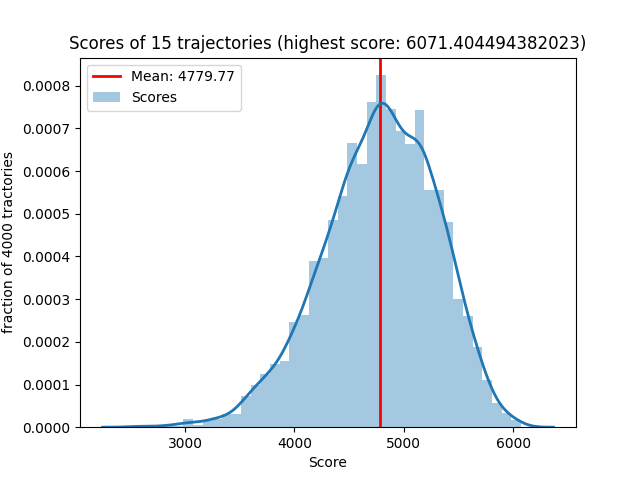 Scores of 15 trajectories (highest score: 6071.404494382023)
Mean: 4779.77
Scores
0.0008
0.0007
0.0006
0.0005
0.0004
0.0003
0.0002
0.0001
0.0000
fraction of 4000 tractories
3000 4000 5000 6000
Score